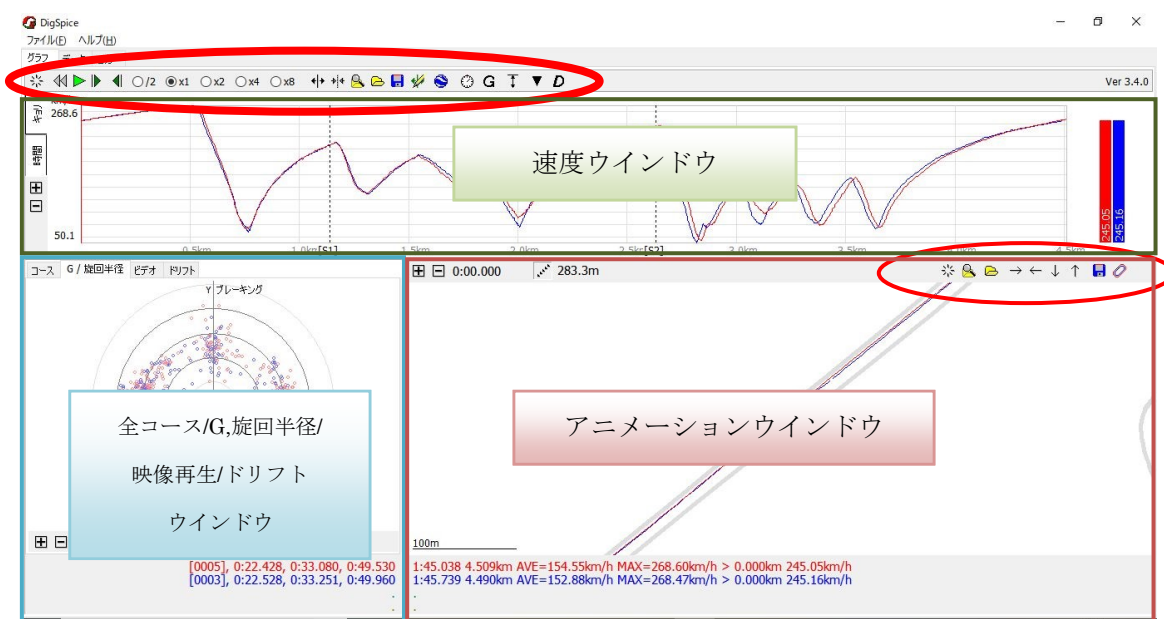 DigSpice
ファイル(F) ヘルプ(H)
グラフ
/2 x1 x2 x4 x8 G D Ver 3.4.0
268.6
時間
速度ウインドウ
50.1
0.5km 1.0km[S1] 1.5km 2.0km 2.5km[S2] 3.0km 3.5km 4.0km 4.5km
245.05
245.16
コース G / 旋回半径 ビデオ ドリフト
0:00.000 283.3m
Y ブレーキング
全コース/G,旋回半径/
映像再生/ドリフト
ウインドウ
アニメーションウインドウ
100m
[0005], 0:22.428, 0:33.080, 0:49.530
[0003], 0:22.528, 0:33.251, 0:49.960
1:45.038 4.509km AVE=154.55km/h MAX=268.60km/h > 0.000km 245.05km/h
1:45.739 4.490km AVE=152.88km/h MAX=268.47km/h > 0.000km 245.16km/h